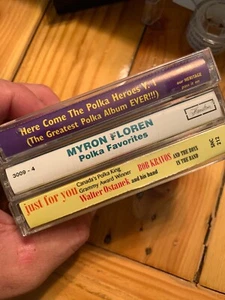 "Here Come The Polka Heroes" V. 1
(The Greatest Polka Album EVER!!!)
MYRON FLOREN
Polka Favorites
3009 - 4
just for you
Canada's Polka King
Grammy Award Winner
Walter Ostanek and his band
BOB KRAVOS
AND THE BOYS
IN THE BAND